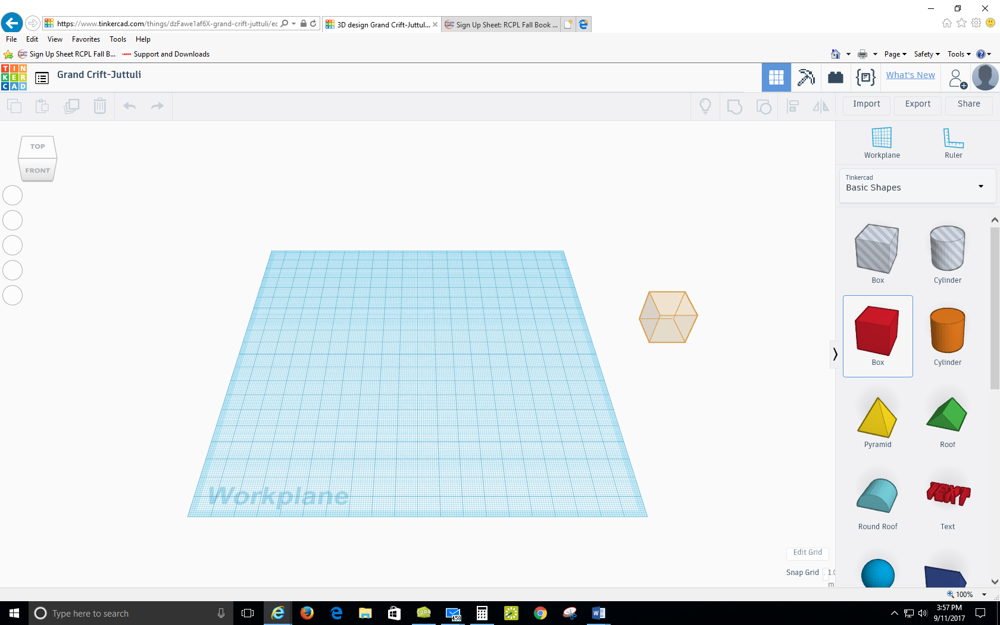 https://www.tinkercad.com/things/dzFawe1af6X-grand-crift-juttuli/ec
3D design Grand Crift-Juttul...
Sign Up Sheet: RCPL Fall Book ...
File Edit View Favorites Tools Help
Sign Up Sheet RCPL Fall B... Support and Downloads
Page Safety Tools
TIN
KER
CAD
Grand Crift-Juttuli
What's New
Import Export Share
TOP
FRONT
Workplane Ruler
Tinkercad
Basic Shapes
Box Cylinder
Box Cylinder
Pyramid Roof
Round Roof
TEXT
Text
Workplane
Edit Grid
Snap Grid 1.0
m
100%
Type here to search
CURA
458
3:57 PM
9/11/2017